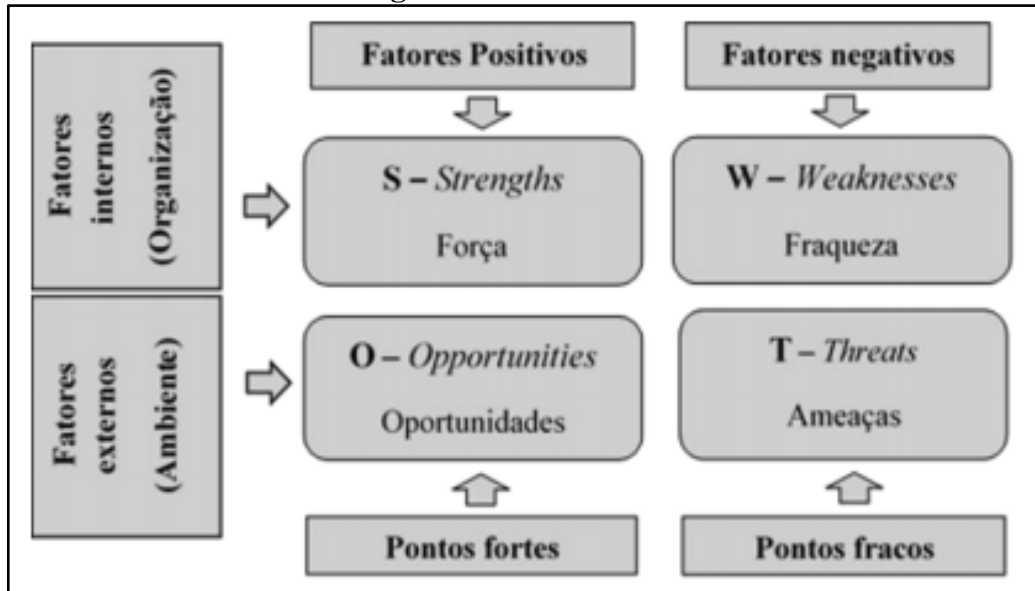 Fatores Positivos
Fatores negativos
Fatores
internos
(Organização)
S – Strengths
Força
W – Weaknesses
Fraqueza
Fatores
externos
(Ambiente)
O – Opportunities
Oportunidades
T – Threats
Ameaças
Pontos fortes
Pontos fracos